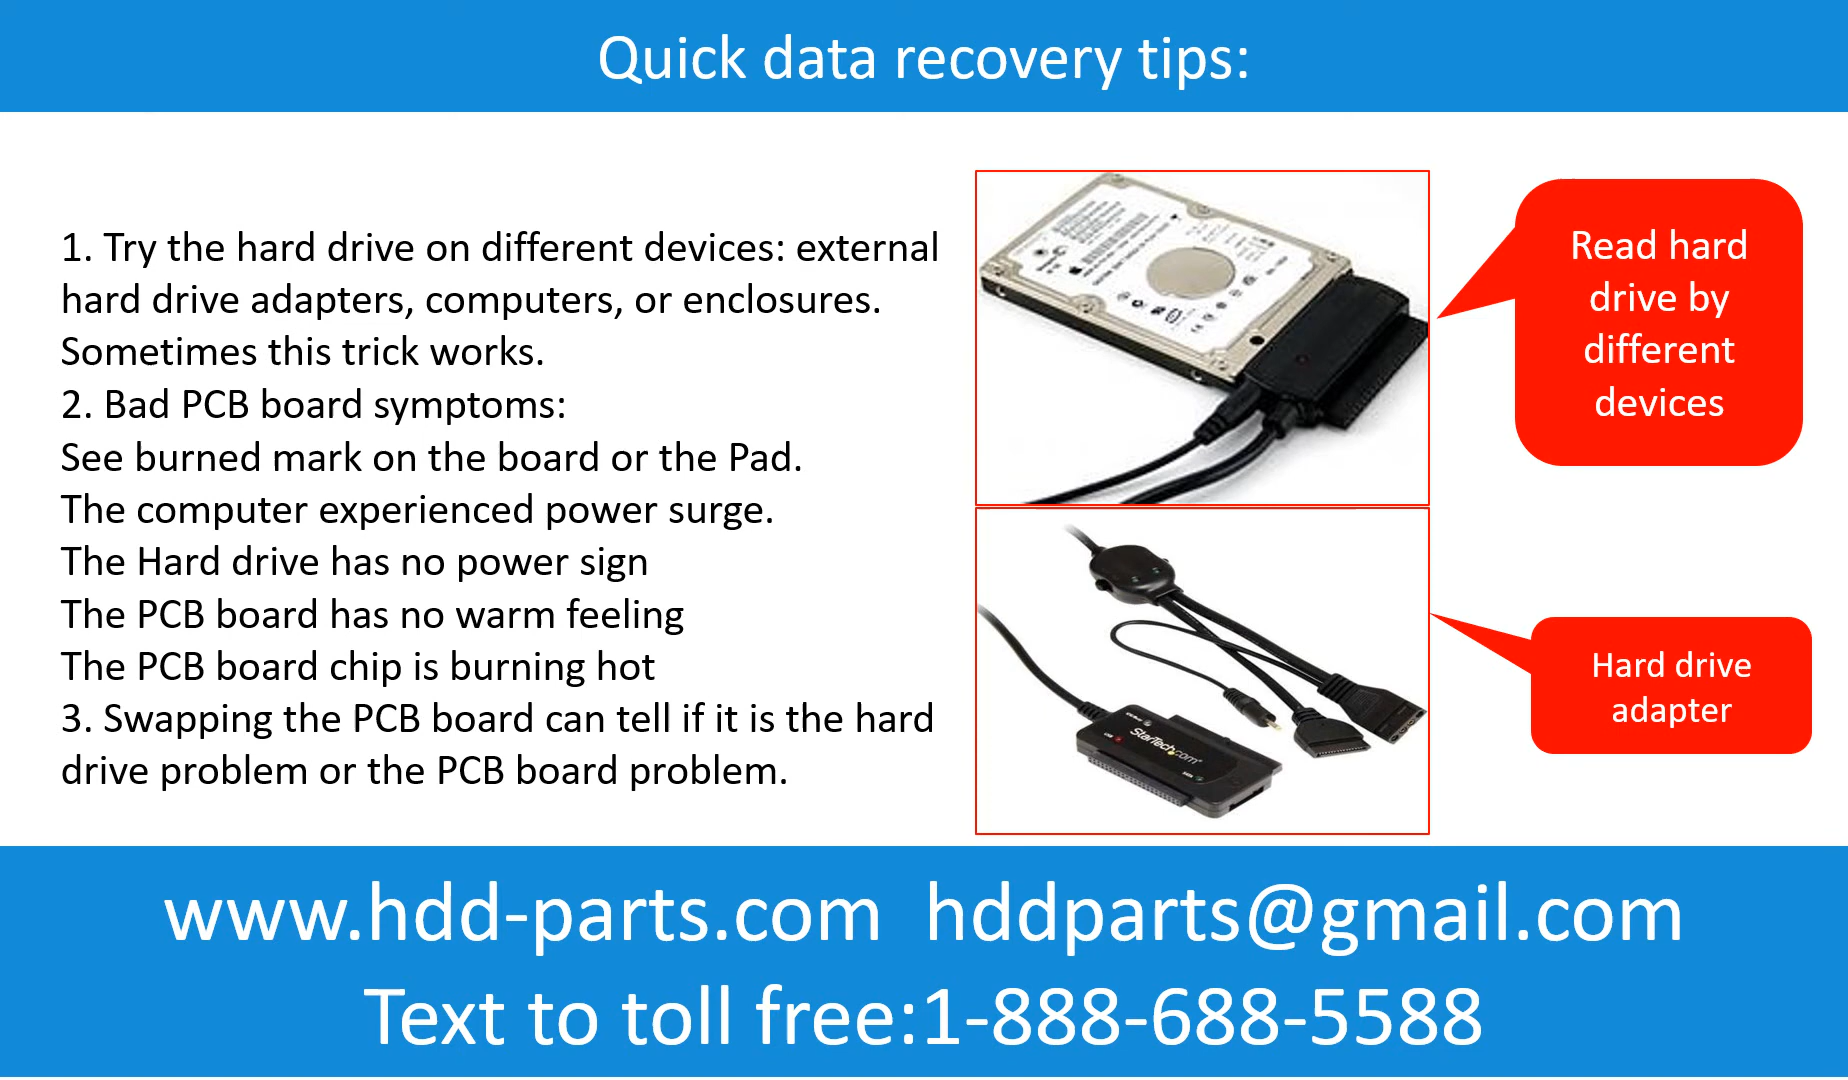 Quick data recovery tips:
1. Try the hard drive on different devices: external
hard drive adapters, computers, or enclosures.
Sometimes this trick works.
2. Bad PCB board symptoms:
See burned mark on the board or the Pad.
The computer experienced power surge.
The Hard drive has no power sign
The PCB board has no warm feeling
The PCB board chip is burning hot
3. Swapping the PCB board can tell if it is the hard
drive problem or the PCB board problem.
Read hard
drive by
different
devices
StarTech.com
Hard drive
adapter
www.hdd-parts.com hddparts@gmail.com
Text to toll free:1-888-688-5588